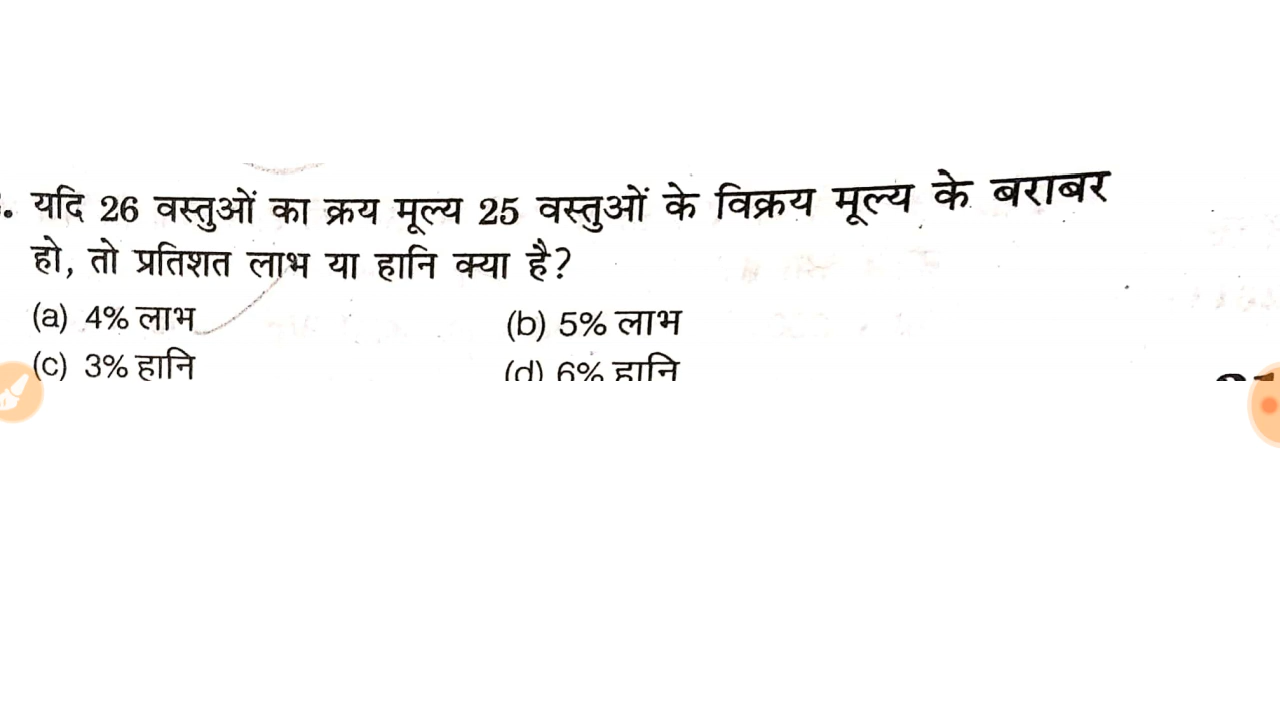 . यदि 26 वस्तुओं का क्रय मूल्य 25 वस्तुओं के विक्रय मूल्य के बराबर
हो, तो प्रतिशत लाभ या हानि क्या है?
(a) 4% लाभ (b) 5% लाभ
(c) 3% हानि (d) 6% हानि